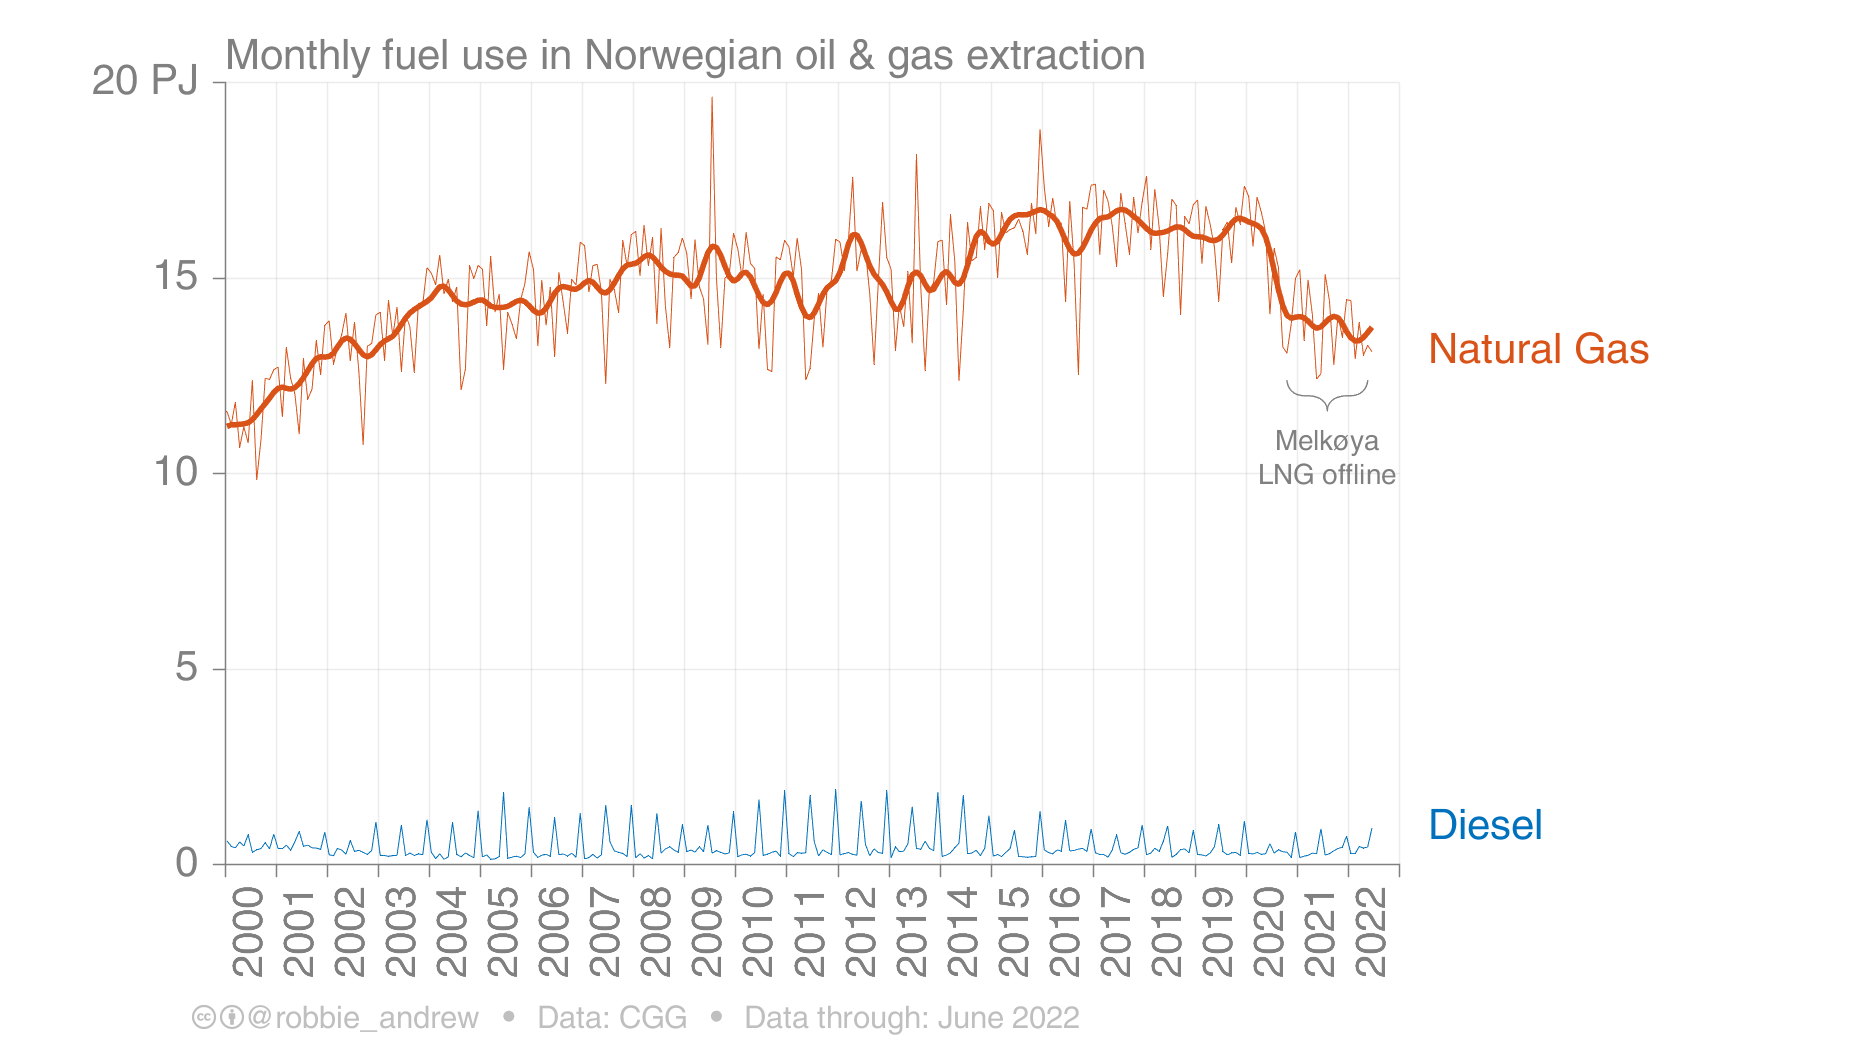 Monthly fuel use in Norwegian oil & gas extraction
20 PJ
15
10
5
0
Natural Gas
Melkøya
LNG offline
Diesel
2000 2001 2002 2003 2004 2005 2006 2007 2008 2009 2010 2011 2012 2013 2014 2015 2016 2017 2018 2019 2020 2021 2022
@robbie_andrew • Data: CGG • Data through: June 2022